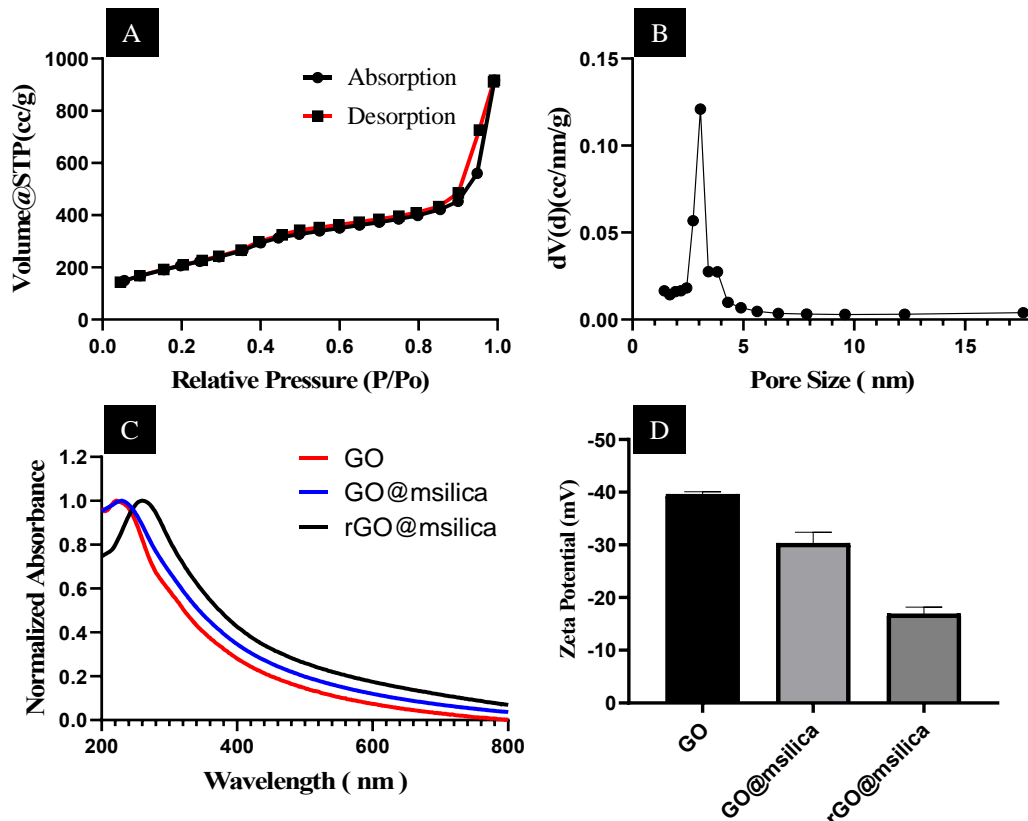 A
Volume@STP(cc/g)
1000
800
600
400
200
0
0.0 0.2 0.4 0.6 0.8 1.0
Relative Pressure (P/Po)
Absorption
Desorption
B
dV(d)(cc/nm/g)
0.15
0.10
0.05
0.00
0 5 10 15
Pore Size ( nm)
C
Normalized Absorbance
1.2
1.0
0.8
0.6
0.4
0.2
0.0
200 400 600 800
Wavelength ( nm)
GO
GO@msilica
rGO@msilica
D
Zeta Potential (mV)
-50
-40
-30
-20
-10
0
GO
GO@msilica
rGO@msilica